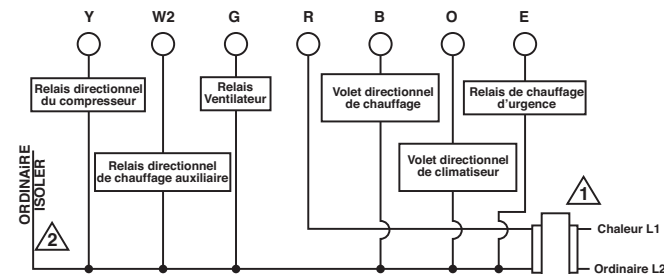 Y W2 G R B O E
Relais directionnel
du compresseur
Relais
Ventilateur
Volet directionnel
de chauffage
Relais de chauffage
d'urgence
Relais directionnel
de chauffage auxiliaire
Volet directionnel
de climatiseur
ORDINAiRE
ISOLER
2
1
Chaleur L1
Ordinaire L2